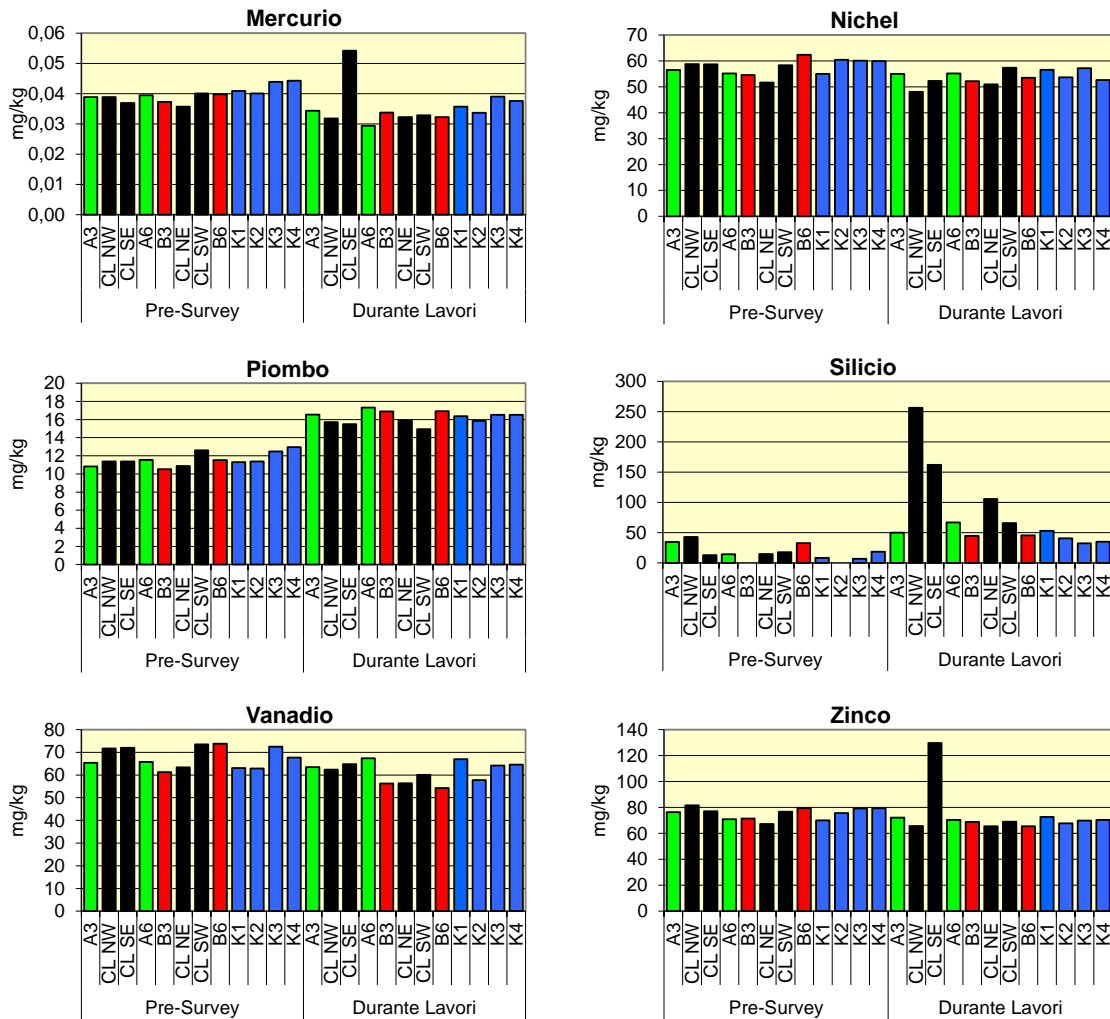 Mercurio
0,06
0,05
0,04
0,03
0,02
0,01
0,00
mg/kg
A3 CL NW CL SE A6 B3 CL NE CL SW B6 K1 K2 K3 K4 A3 CL NW CL SE A6 B3 CL NE CL SW B6 K1 K2 K3 K4
Pre-Survey Durante Lavori
Nichel
70
60
50
40
30
20
10
0
mg/kg
A3 CL NW CL SE A6 B3 CL NE CL SW B6 K1 K2 K3 K4 A3 CL NW CL SE A6 B3 CL NE CL SW B6 K1 K2 K3 K4
Pre-Survey Durante Lavori
Piombo
20
18
16
14
12
10
8
6
4
2
0
mg/kg
A3 CL NW CL SE A6 B3 CL NE CL SW B6 K1 K2 K3 K4 A3 CL NW CL SE A6 B3 CL NE CL SW B6 K1 K2 K3 K4
Pre-Survey Durante Lavori
Silicio
300
250
200
150
100
50
0
mg/kg
A3 CL NW CL SE A6 B3 CL NE CL SW B6 K1 K2 K3 K4 A3 CL NW CL SE A6 B3 CL NE CL SW B6 K1 K2 K3 K4
Pre-Survey Durante Lavori
Vanadio
80
70
60
50
40
30
20
10
0
mg/kg
A3 CL NW CL SE A6 B3 CL NE CL SW B6 K1 K2 K3 K4 A3 CL NW CL SE A6 B3 CL NE CL SW B6 K1 K2 K3 K4
Pre-Survey Durante Lavori
Zinco
140
120
100
80
60
40
20
0
mg/kg
A3 CL NW CL SE A6 B3 CL NE CL SW B6 K1 K2 K3 K4 A3 CL NW CL SE A6 B3 CL NE CL SW B6 K1 K2 K3 K4
Pre-Survey Durante Lavori